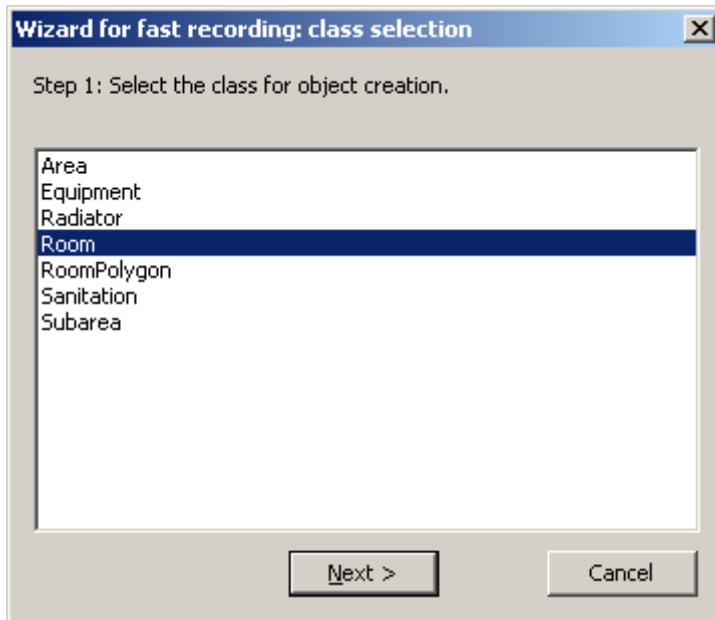 Wizard for fast recording: class selection
Step 1: Select the class for object creation.
Area
Equipment
Radiator
Room
RoomPolygon
Sanitation
Subarea
Next >
Cancel